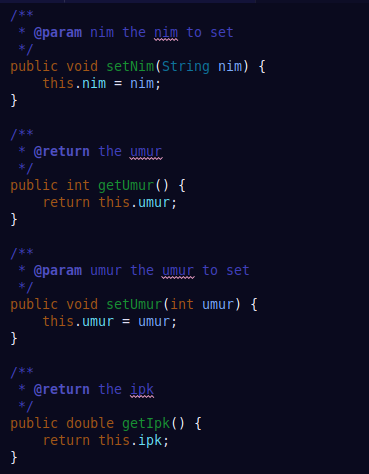 /**
 * @param nim the nim to set
 */
public void setNim(String nim) {
    this.nim = nim;
}
/**
 * @return the umur
 */
public int getUmur() {
    return this.umur;
}
/**
 * @param umur the umur to set
 */
public void setUmur(int umur) {
    this.umur = umur;
}
/**
 * @return the ipk
 */
public double getIpk() {
    return this.ipk;
}